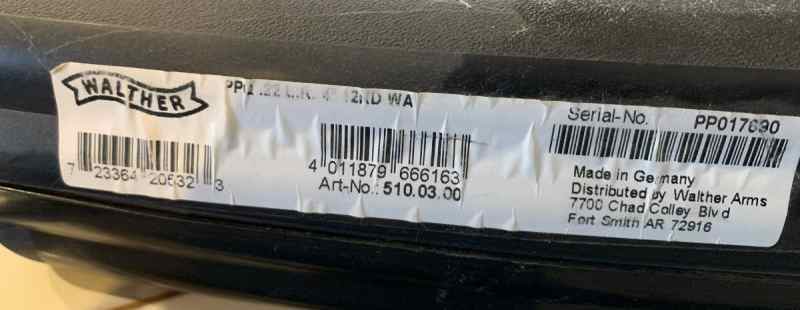 WALTHER
PPQ .22 L.R. 4" 12RD WA
7 23364 20532 3
4 011879 666163
Art-No.: 510.03.00
Serial-No. PP017690
Made in Germany
Distributed by Walther Arms
7700 Chad Colley Blvd
Fort Smith AR 72916